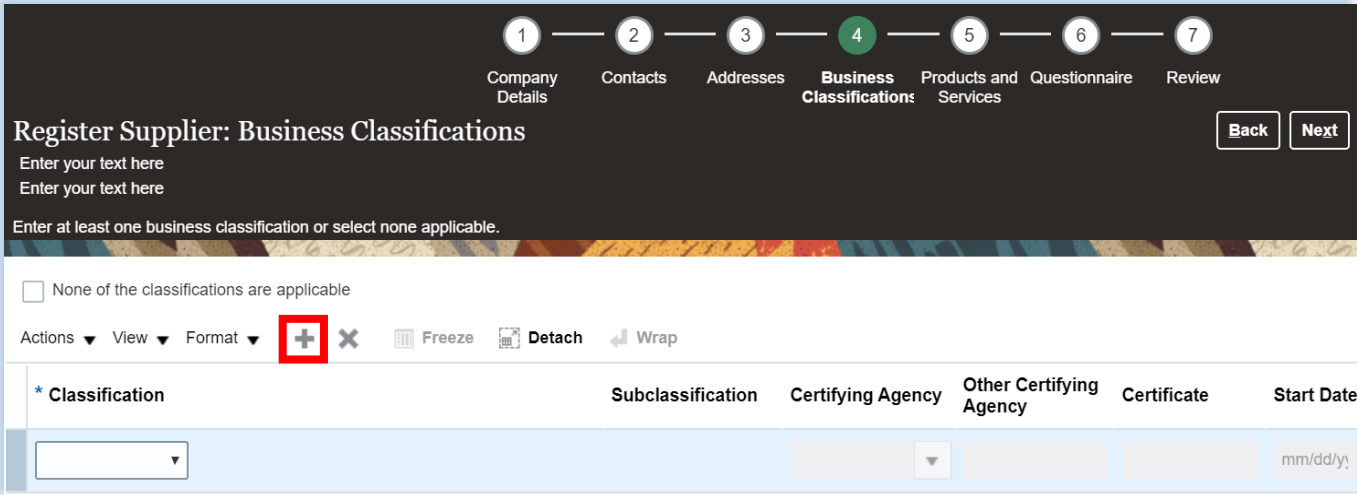 1 2 3 4 5 6 7
Company Details Contacts Addresses Business Classifications Products and Services Questionnaire Review
Register Supplier: Business Classifications
Back Next
Enter your text here
Enter your text here
Enter at least one business classification or select none applicable.
None of the classifications are applicable
Actions View Format Freeze Detach Wrap
* Classification Subclassification Certifying Agency Other Certifying Agency Certificate Start Date
mm/dd/yy